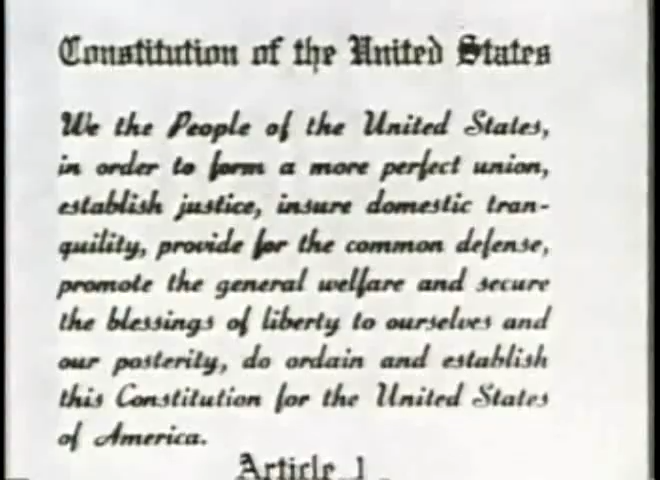 Constitution of the United States
We the People of the United States,
in order to form a more perfect union,
establish justice, insure domestic tran-
quility, provide for the common defense,
promote the general welfare and secure
the blessings of liberty to ourselves and
our posterity, do ordain and establish
this Constitution for the United States
of America.
Article 1